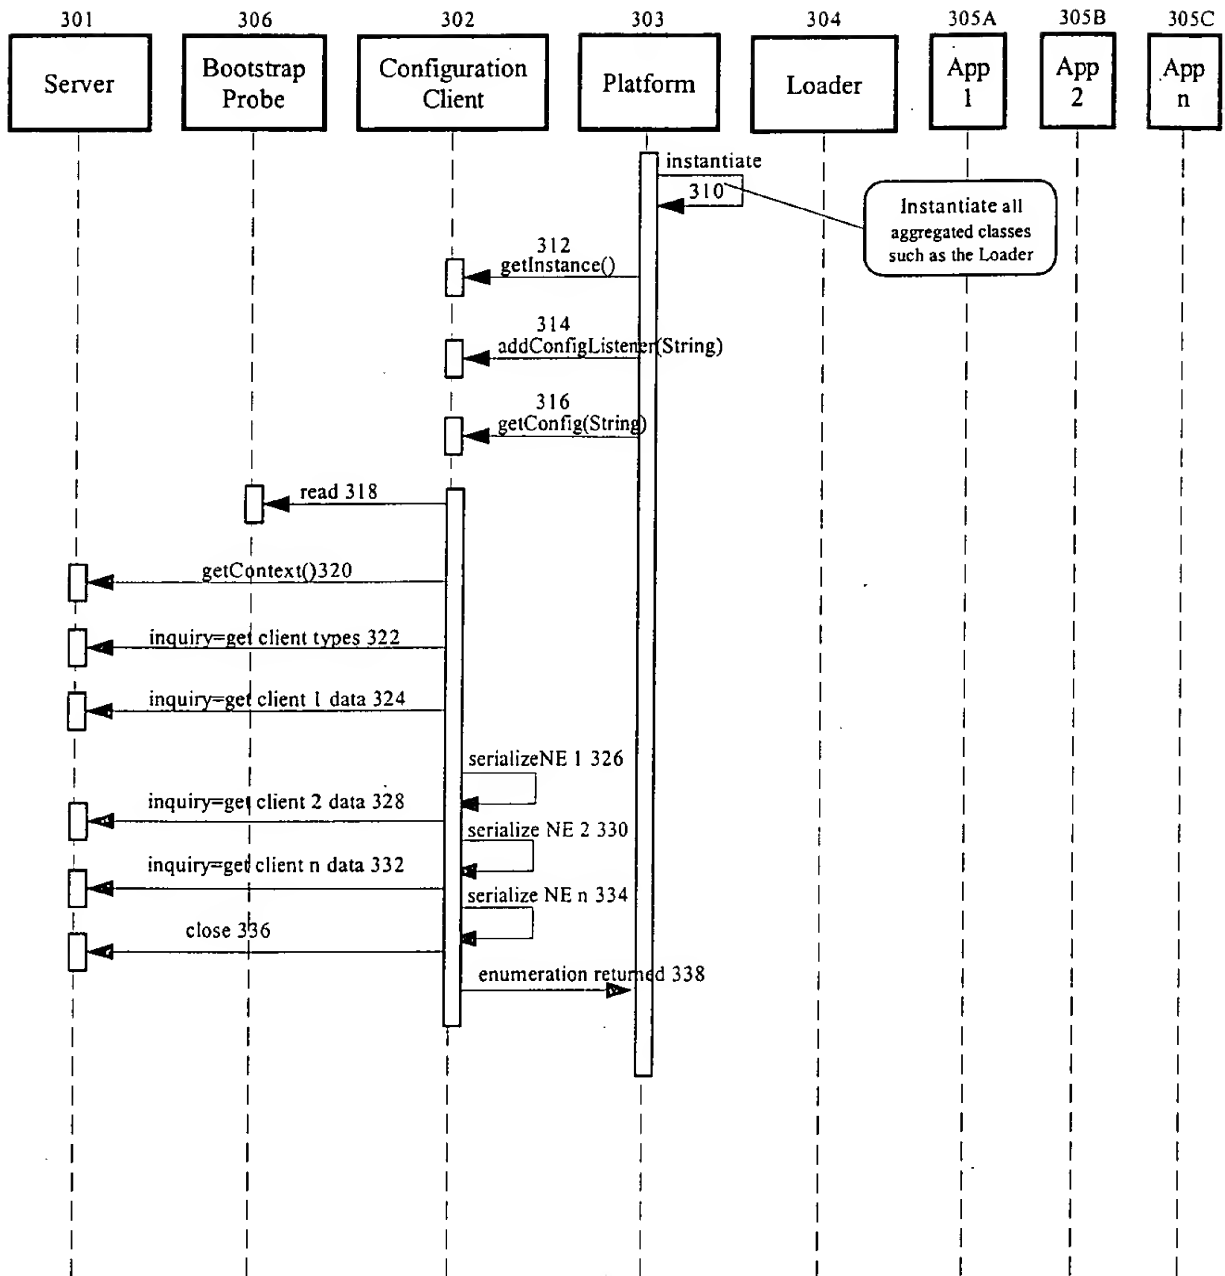 301 306 302 303 304 305A 305B 305C
Server
Bootstrap
Probe
Configuration
Client
Platform
Loader
App
1
App
2
App
n
instantiate
310
Instantiate all
aggregated classes
such as the Loader
312
getInstance()
314
addConfigListener(String)
316
getConfig(String)
read 318
getContext()320
inquiry=get client types 322
inquiry=get client 1 data 324
serializeNE 1 326
inquiry=get client 2 data 328
serialize NE 2 330
inquiry=get client n data 332
serialize NE n 334
close 336
enumeration returned 338